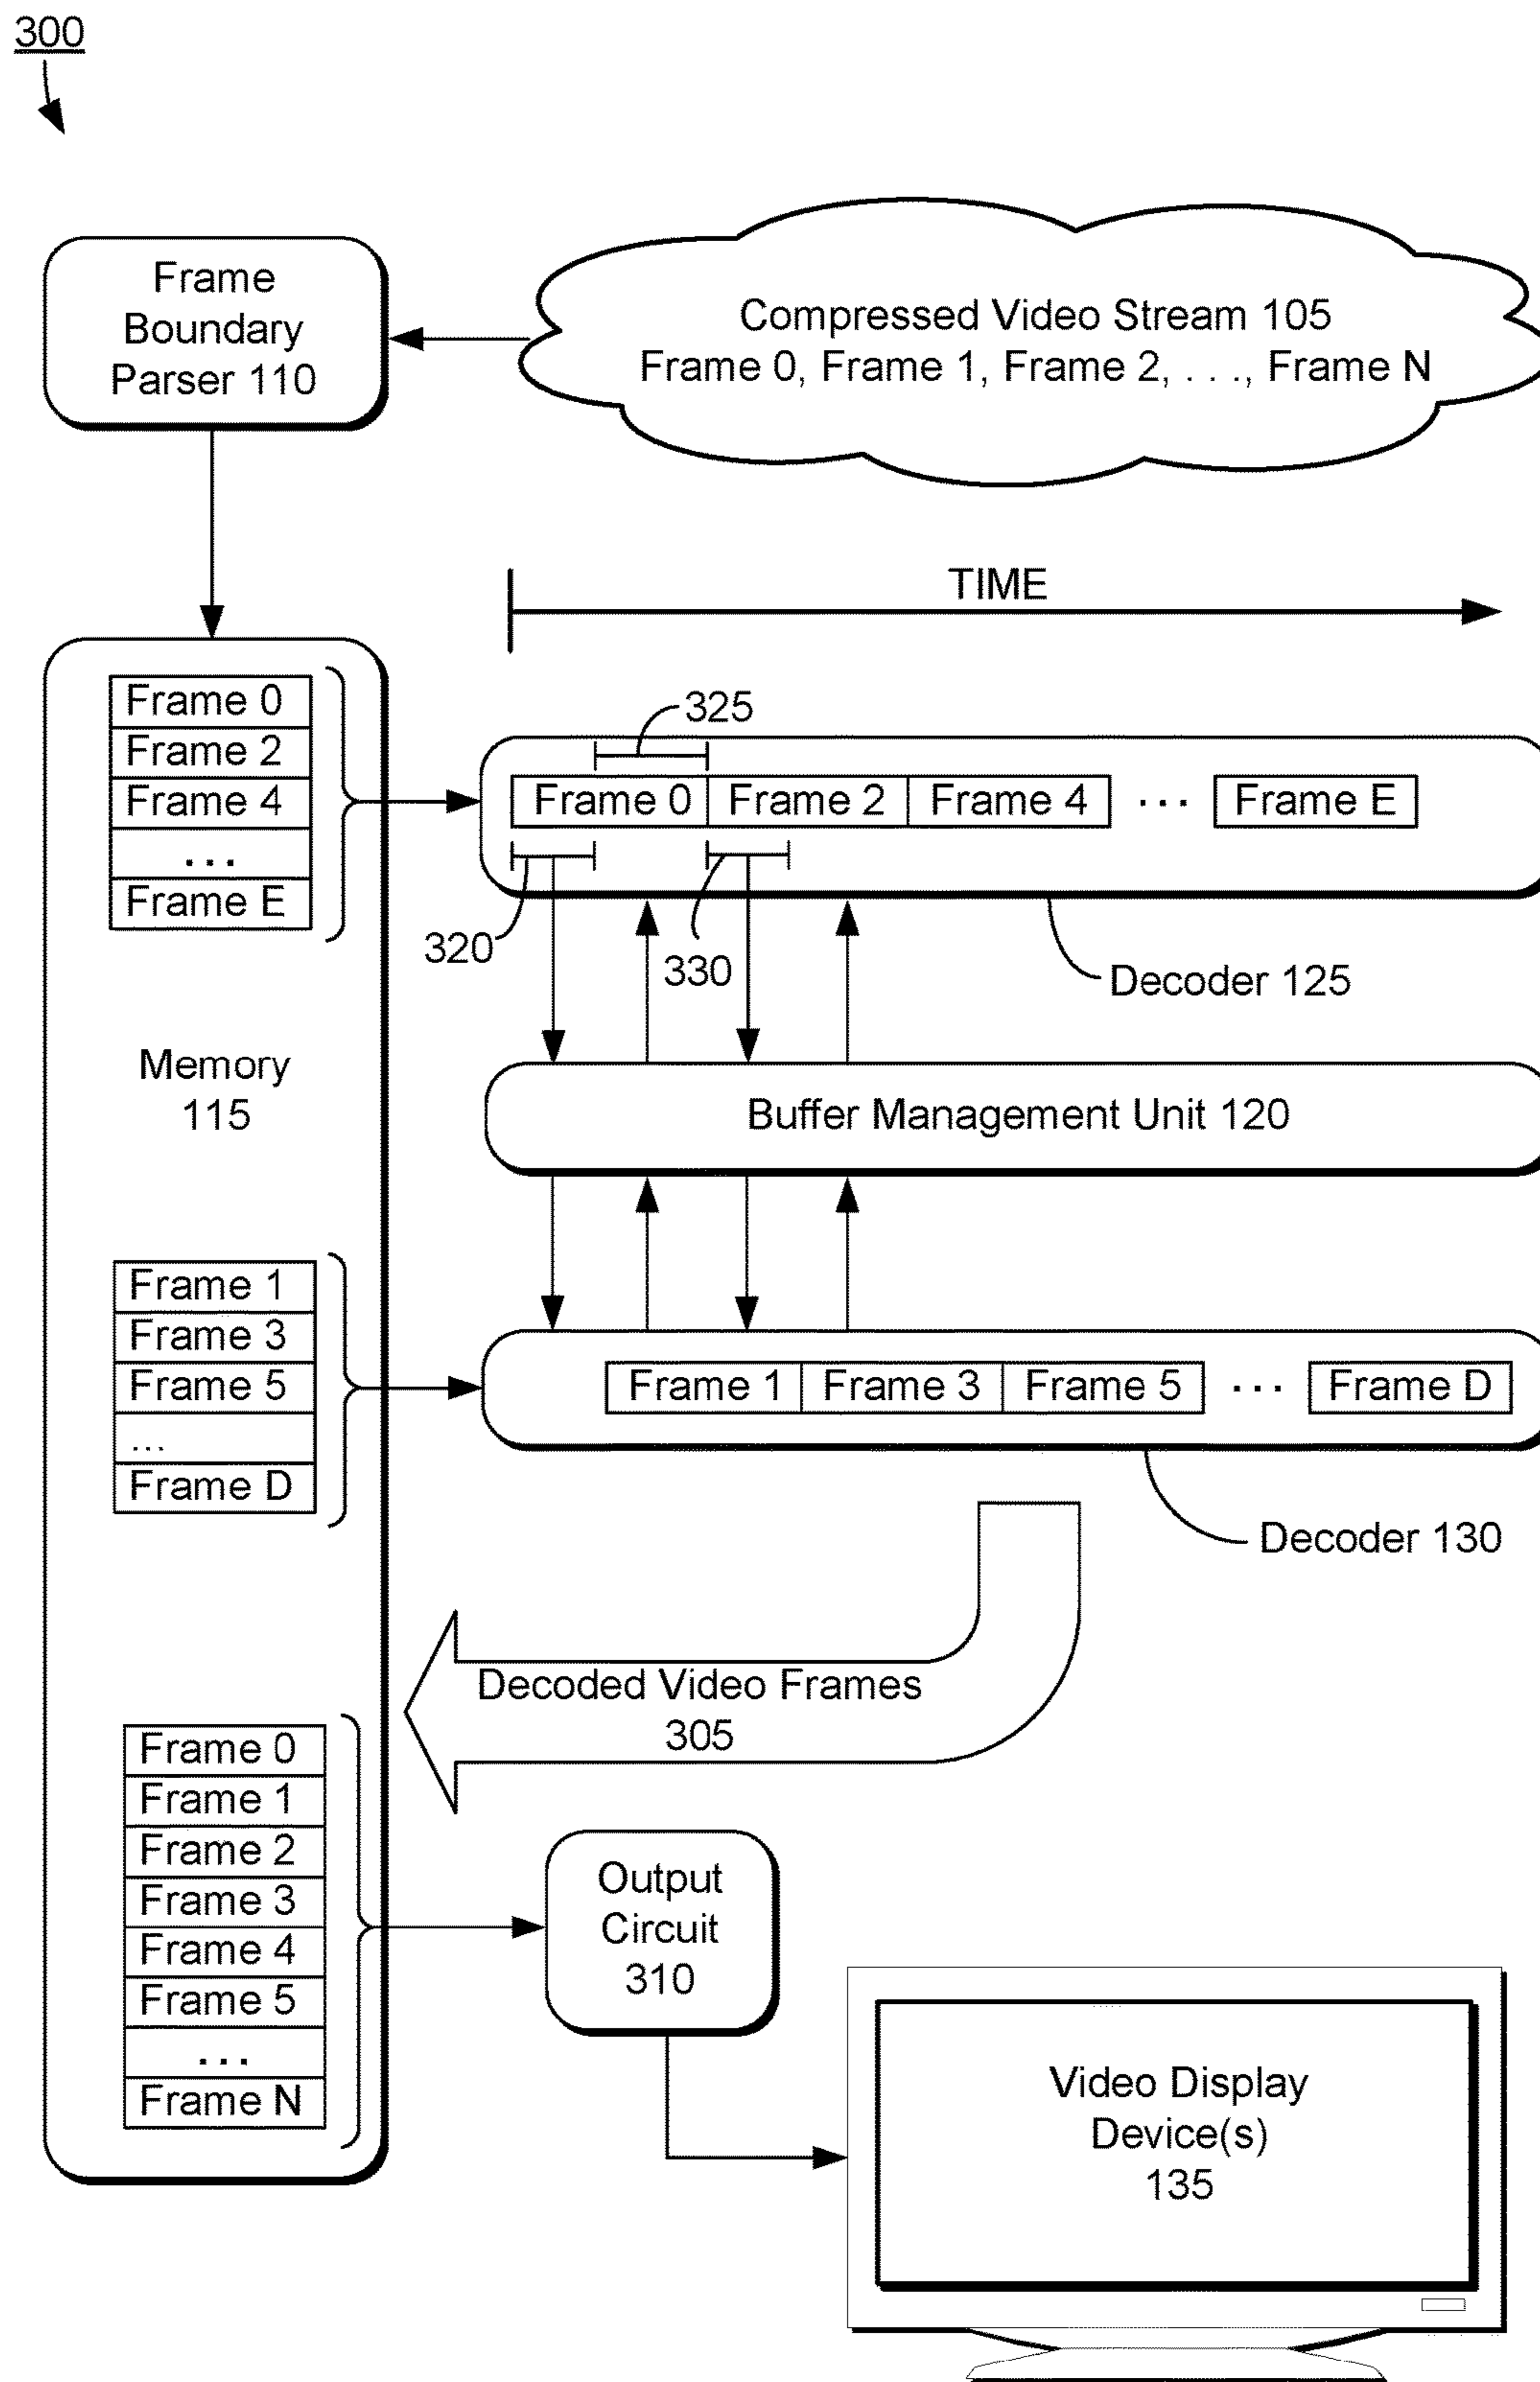 300
Frame
Boundary
Parser 110
Compressed Video Stream 105
Frame 0, Frame 1, Frame 2, . . ., Frame N
TIME
Frame 0
Frame 2
Frame 4
...
Frame E
325
Frame 0
Frame 2
Frame 4
...
Frame E
320
330
Decoder 125
Memory
115
Buffer Management Unit 120
Frame 1
Frame 3
Frame 5
...
Frame D
Frame 1
Frame 3
Frame 5
...
Frame D
Decoder 130
Decoded Video Frames
305
Frame 0
Frame 1
Frame 2
Frame 3
Frame 4
Frame 5
...
Frame N
Output
Circuit
310
Video Display
Device(s)
135